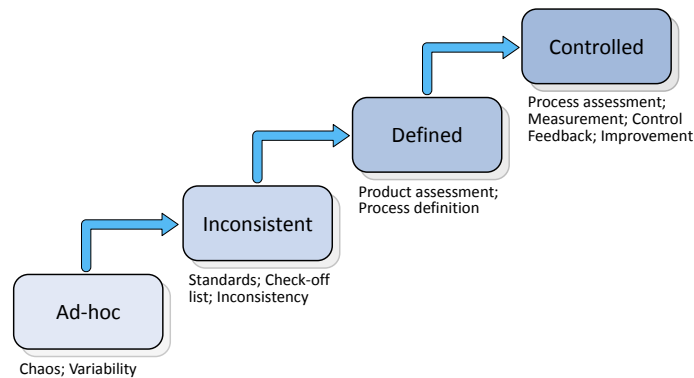 Controlled
Process assessment;
Measurement; Control
Feedback; Improvement
Defined
Product assessment;
Process definition
Inconsistent
Standards; Check-off
list; Inconsistency
Ad-hoc
Chaos; Variability